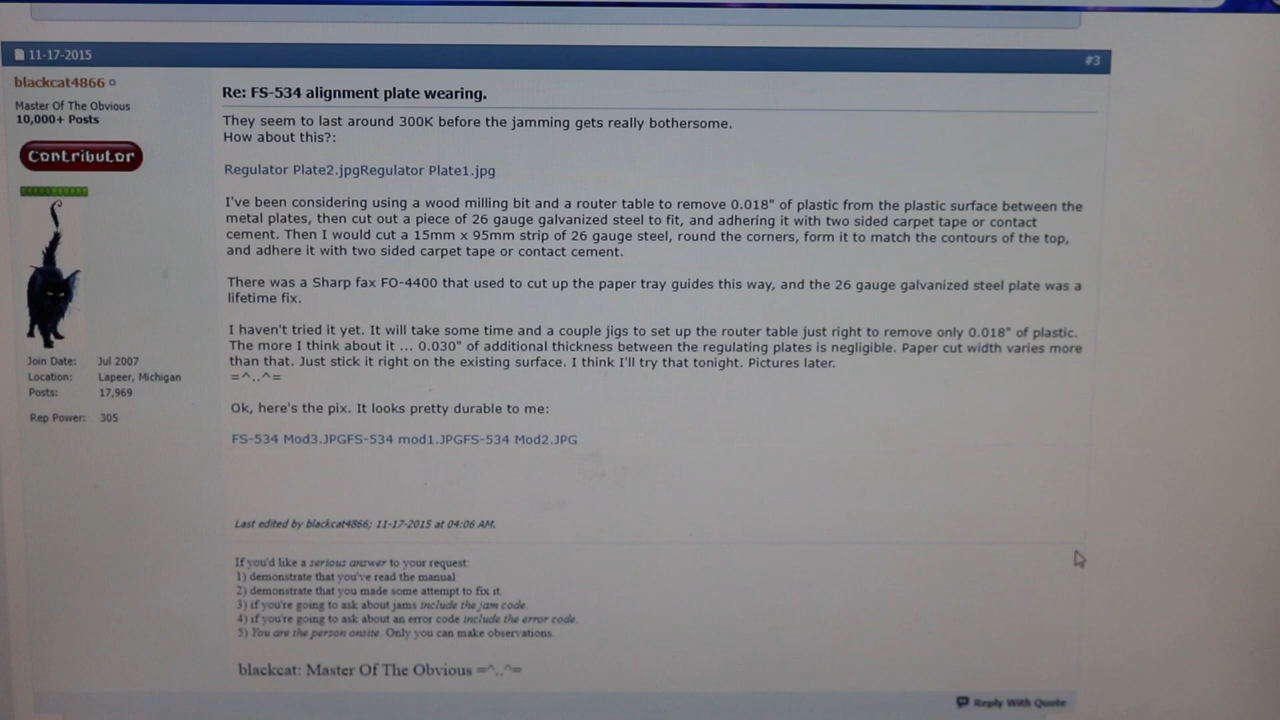 11-17-2015
#3
blackcat4866
Master Of The Obvious
10,000+ Posts
Contributor
Join Date: Jul 2007
Location: Lapeer, Michigan
Posts: 17,969
Rep Power: 305
Re: FS-534 alignment plate wearing.
They seem to last around 300K before the jamming gets really bothersome.
How about this?:
Regulator Plate2.jpgRegulator Plate1.jpg
I've been considering using a wood milling bit and a router table to remove 0.018" of plastic from the plastic surface between the
metal plates, then cut out a piece of 26 gauge galvanized steel to fit, and adhering it with two sided carpet tape or contact
cement. Then I would cut a 15mm x 95mm strip of 26 gauge steel, round the corners, form it to match the contours of the top,
and adhere it with two sided carpet tape or contact cement.
There was a Sharp fax FO-4400 that used to cut up the paper tray guides this way, and the 26 gauge galvanized steel plate was a
lifetime fix.
I haven't tried it yet. It will take some time and a couple jigs to set up the router table just right to remove only 0.018" of plastic.
The more I think about it ... 0.030" of additional thickness between the regulating plates is negligible. Paper cut width varies more
than that. Just stick it right on the existing surface. I think I'll try that tonight. Pictures later.
=^..^=
Ok, here's the pix. It looks pretty durable to me:
FS-534 Mod3.JPGFS-534 mod1.JPGFS-534 Mod2.JPG
Last edited by blackcat4866; 11-17-2015 at 04:06 AM.
If you'd like a serious answer to your request:
1) demonstrate that you've read the manual
2) demonstrate that you made some attempt to fix it.
3) if you're going to ask about jams include the jam code.
4) if you're going to ask about an error code include the error code.
5) You are the person onsite. Only you can make observations.
blackcat: Master Of The Obvious =^..^=
Reply With Quote